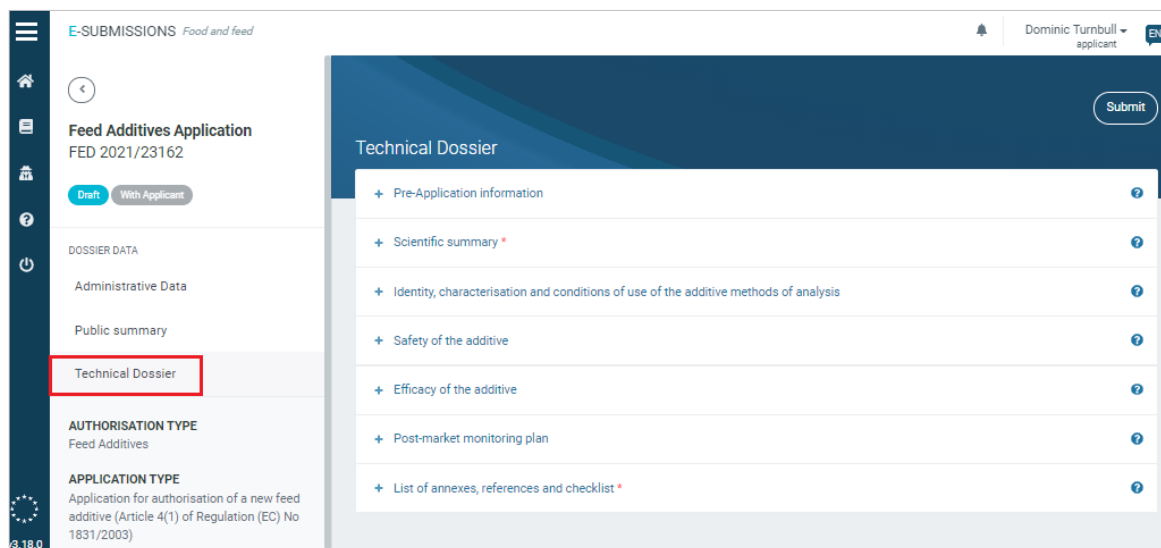 E-SUBMISSIONS Food and feed
Dominic Turnbull
applicant
EN
Feed Additives Application
FED 2021/23162
Draft
With Applicant
DOSSIER DATA
Administrative Data
Public summary
Technical Dossier
AUTHORISATION TYPE
Feed Additives
APPLICATION TYPE
Application for authorisation of a new feed
additive (Article 4(1) of Regulation (EC) No
1831/2003)
v3.18.0
Submit
Technical Dossier
+ Pre-Application information
+ Scientific summary *
+ Identity, characterisation and conditions of use of the additive methods of analysis
+ Safety of the additive
+ Efficacy of the additive
+ Post-market monitoring plan
+ List of annexes, references and checklist *